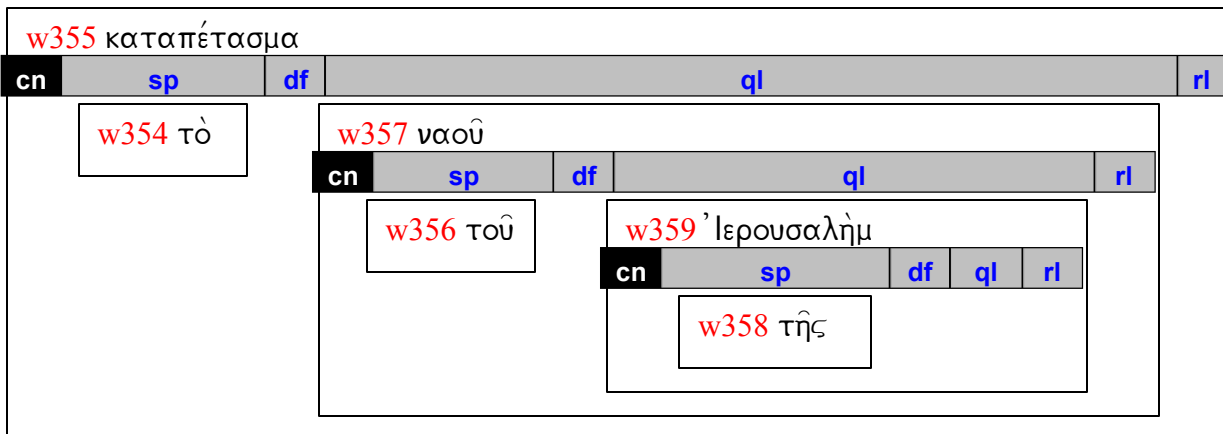 w355 καταπέτασμα
cn sp df ql rl
w354 τὸ
w357 ναοῦ
cn sp df ql rl
w356 τοῦ
w359 Ἰερουσαλὴμ
cn sp df ql rl
w358 τῆς